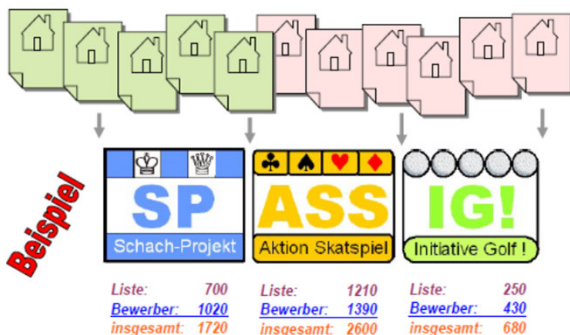 Beispiel
SP
Schach-Projekt
Liste: 700
Bewerber: 1020
insgesamt: 1720
ASS
Aktion Skatspiel
Liste: 1210
Bewerber: 1390
insgesamt: 2600
IG!
Initiative Golf !
Liste: 250
Bewerber: 430
insgesamt: 680